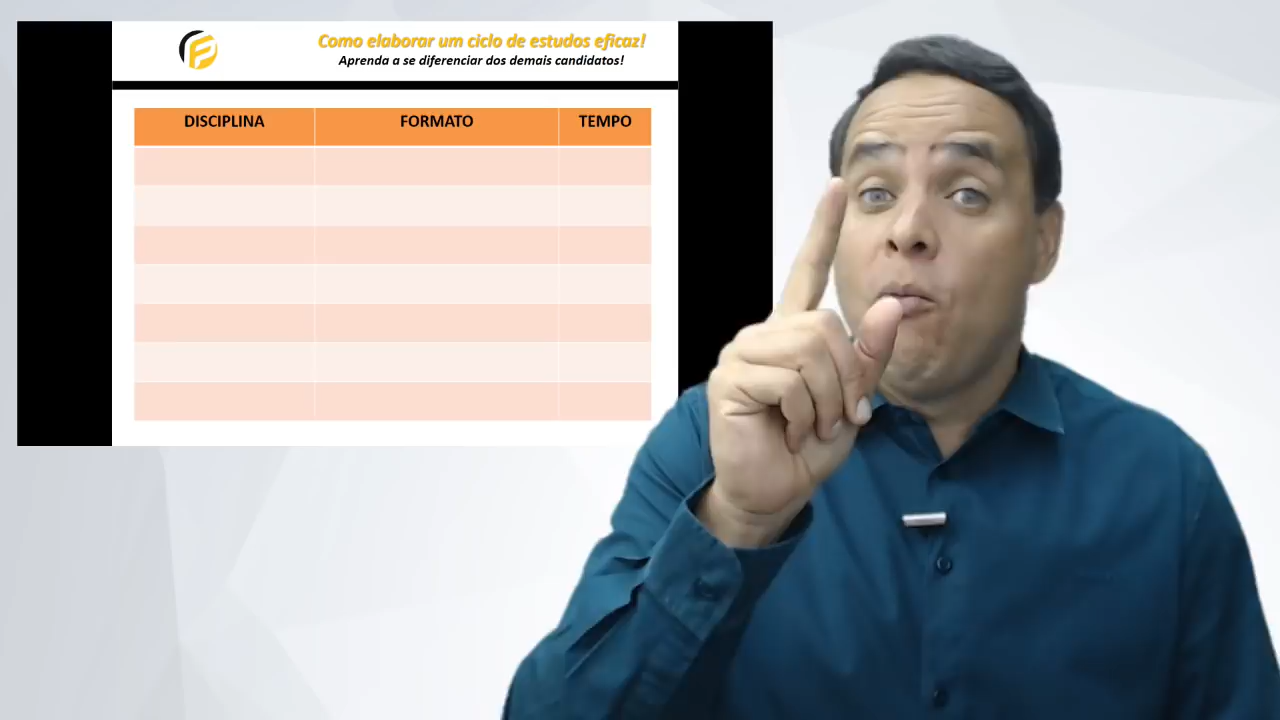 Como elaborar um ciclo de estudos eficaz!
Aprenda a se diferenciar dos demais candidatos!
DISCIPLINA FORMATO TEMPO